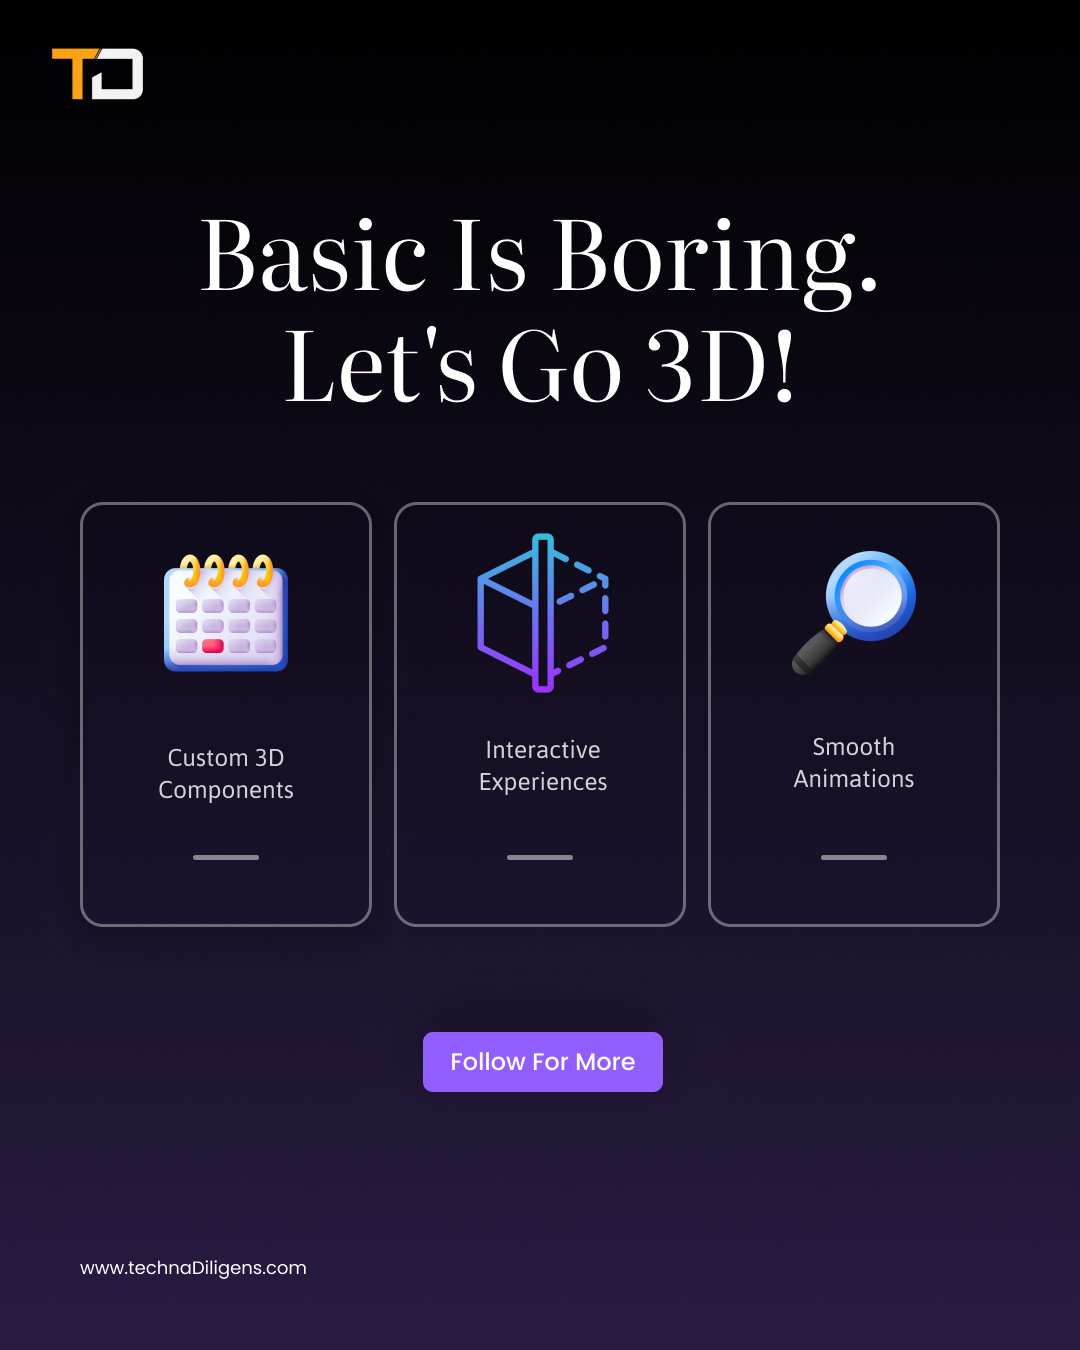 TD
Basic Is Boring.
Let's Go 3D!
Custom 3D
Components
Interactive
Experiences
Smooth
Animations
Follow For More
www.technaDiligens.com